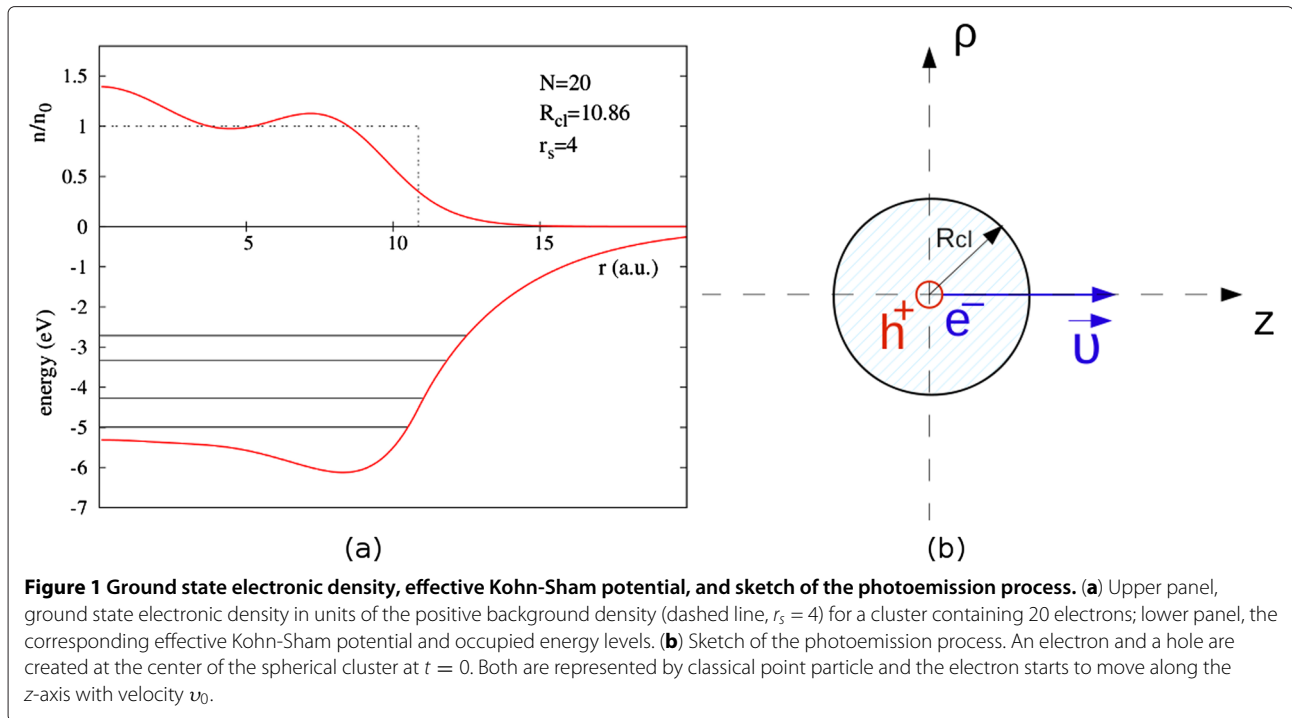 1.5
1
0.5
0
-1
-2
-3
-4
-5
-6
-7
n/n0
energy (eV)
N=20
Rcl=10.86
rs=4
5
10
15
r (a.u.)
(a)
ρ
Rcl
h+
e−
υ
z
(b)
Figure 1 Ground state electronic density, effective Kohn-Sham potential, and sketch of the photoemission process. (a) Upper panel,
ground state electronic density in units of the positive background density (dashed line, rs = 4) for a cluster containing 20 electrons; lower panel, the
corresponding effective Kohn-Sham potential and occupied energy levels. (b) Sketch of the photoemission process. An electron and a hole are
created at the center of the spherical cluster at t = 0. Both are represented by classical point particle and the electron starts to move along the
z-axis with velocity υ0.